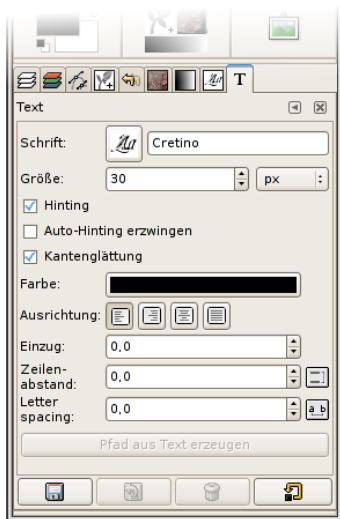 T
Text
Schrift:
Aa
Cretino
Größe:
30
px
Hinting
Auto-Hinting erzwingen
Kantenglättung
Farbe:
Ausrichtung:
Einzug:
0,0
Zeilen-
abstand:
0,0
Letter
spacing:
0,0
a b
Pfad aus Text erzeugen